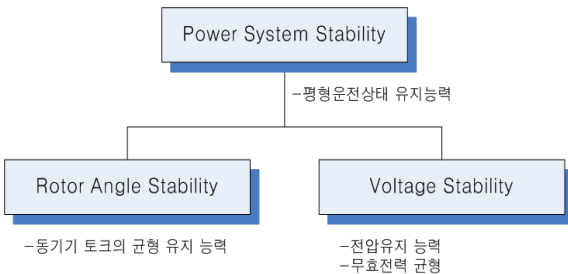 Power System Stability
-평형운전상태 유지능력
Rotor Angle Stability
Voltage Stability
-동기기 토크의 균형 유지 능력
-전압유지 능력
-무효전력 균형